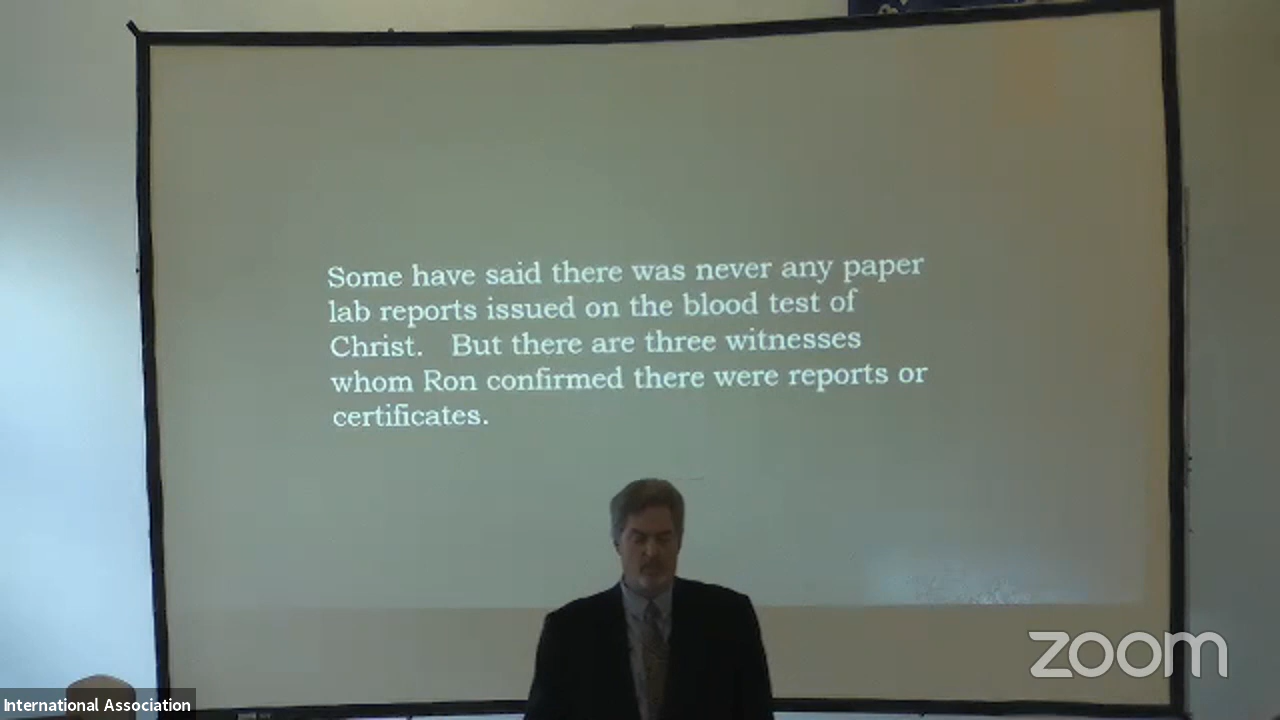 Some have said there was never any paper
lab reports issued on the blood test of
Christ. But there are three witnesses
whom Ron confirmed there were reports or
certificates.
zoom
International Association